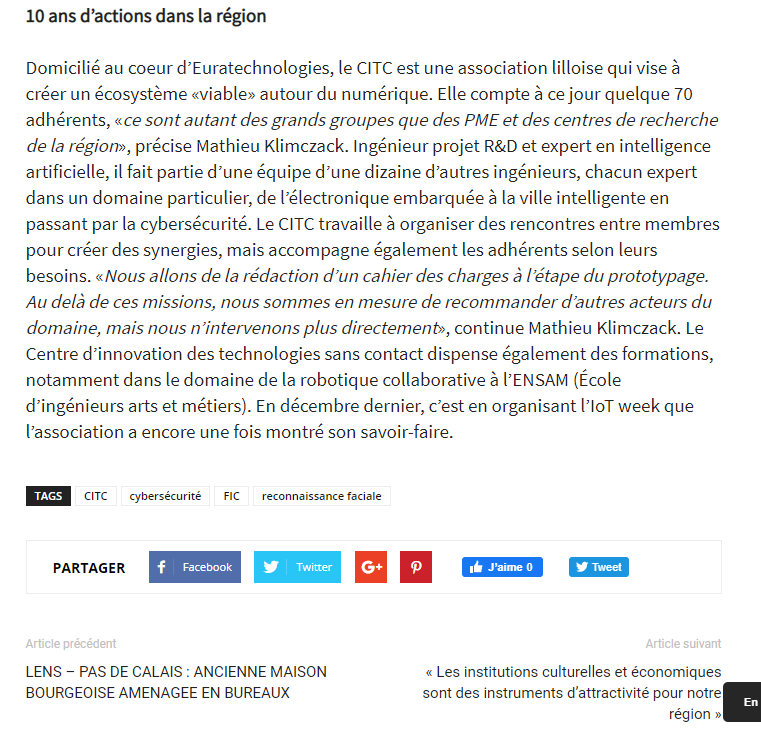 10 ans d’actions dans la région
Domicilié au coeur d’Euratechnologies, le CITC est une association lilloise qui vise à
créer un écosystème «viable» autour du numérique. Elle compte à ce jour quelque 70
adhérents, «ce sont autant des grands groupes que des PME et des centres de recherche
de la région», précise Mathieu Klimczack. Ingénieur projet R&D et expert en intelligence
artificielle, il fait partie d’une équipe d’une dizaine d’autres ingénieurs, chacun expert
dans un domaine particulier, de l’électronique embarquée à la ville intelligente en
passant par la cybersécurité. Le CITC travaille à organiser des rencontres entre membres
pour créer des synergies, mais accompagne également les adhérents selon leurs
besoins. «Nous allons de la rédaction d’un cahier des charges à l’étape du prototypage.
Au delà de ces missions, nous sommes en mesure de recommander d’autres acteurs du
domaine, mais nous n’intervenons plus directement», continue Mathieu Klimczack. Le
Centre d’innovation des technologies sans contact dispense également des formations,
notamment dans le domaine de la robotique collaborative à l’ENSAM (École
d’ingénieurs arts et métiers). En décembre dernier, c’est en organisant l’IoT week que
l’association a encore une fois montré son savoir-faire.
TAGS CITC cybersécurité FIC reconnaissance faciale
PARTAGER Facebook Twitter G+ J’aime 0 Tweet
Article précédent
LENS – PAS DE CALAIS : ANCIENNE MAISON
BOURGEOISE AMENAGEE EN BUREAUX
Article suivant
« Les institutions culturelles et économiques
sont des instruments d’attractivité pour notre
région »
En